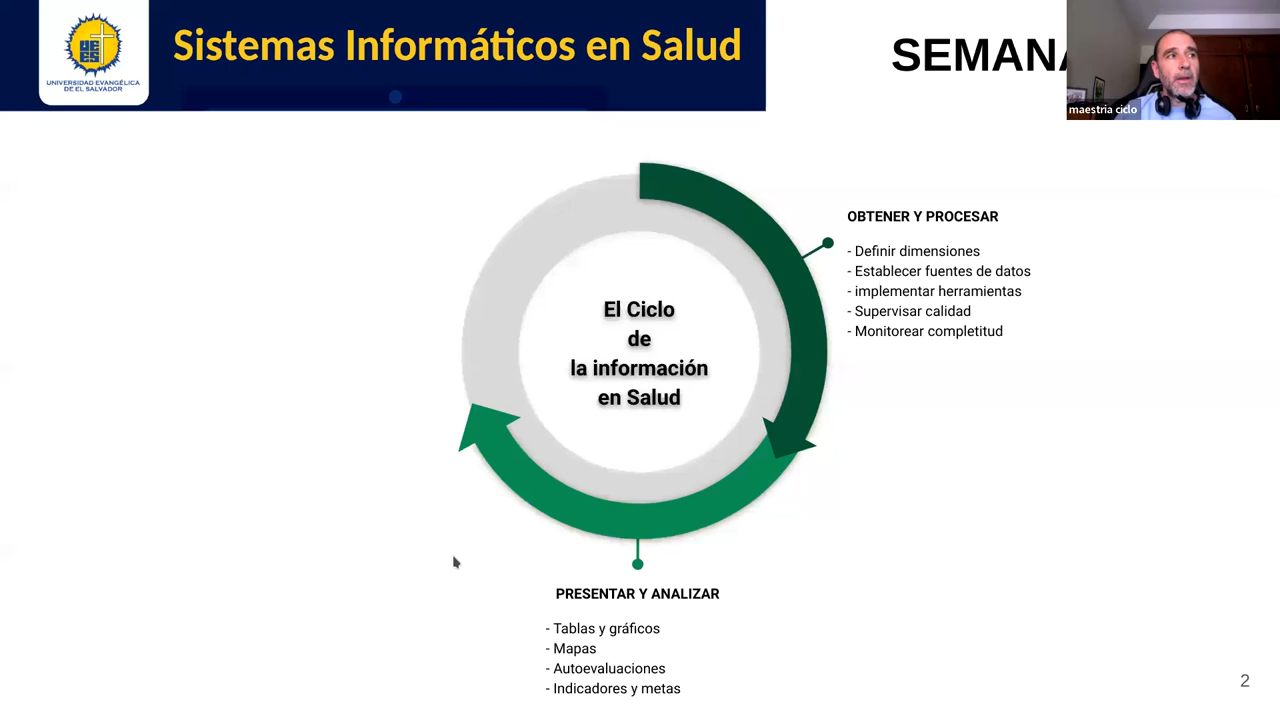 Sistemas Informáticos en Salud
SEMANA
UNIVERSIDAD EVANGÉLICA
DE EL SALVADOR
maestria ciclo
OBTENER Y PROCESAR
- Definir dimensiones
- Establecer fuentes de datos
- implementar herramientas
- Supervisar calidad
- Monitorear completitud
El Ciclo
de
la información
en Salud
PRESENTAR Y ANALIZAR
- Tablas y gráficos
- Mapas
- Autoevaluaciones
- Indicadores y metas
2